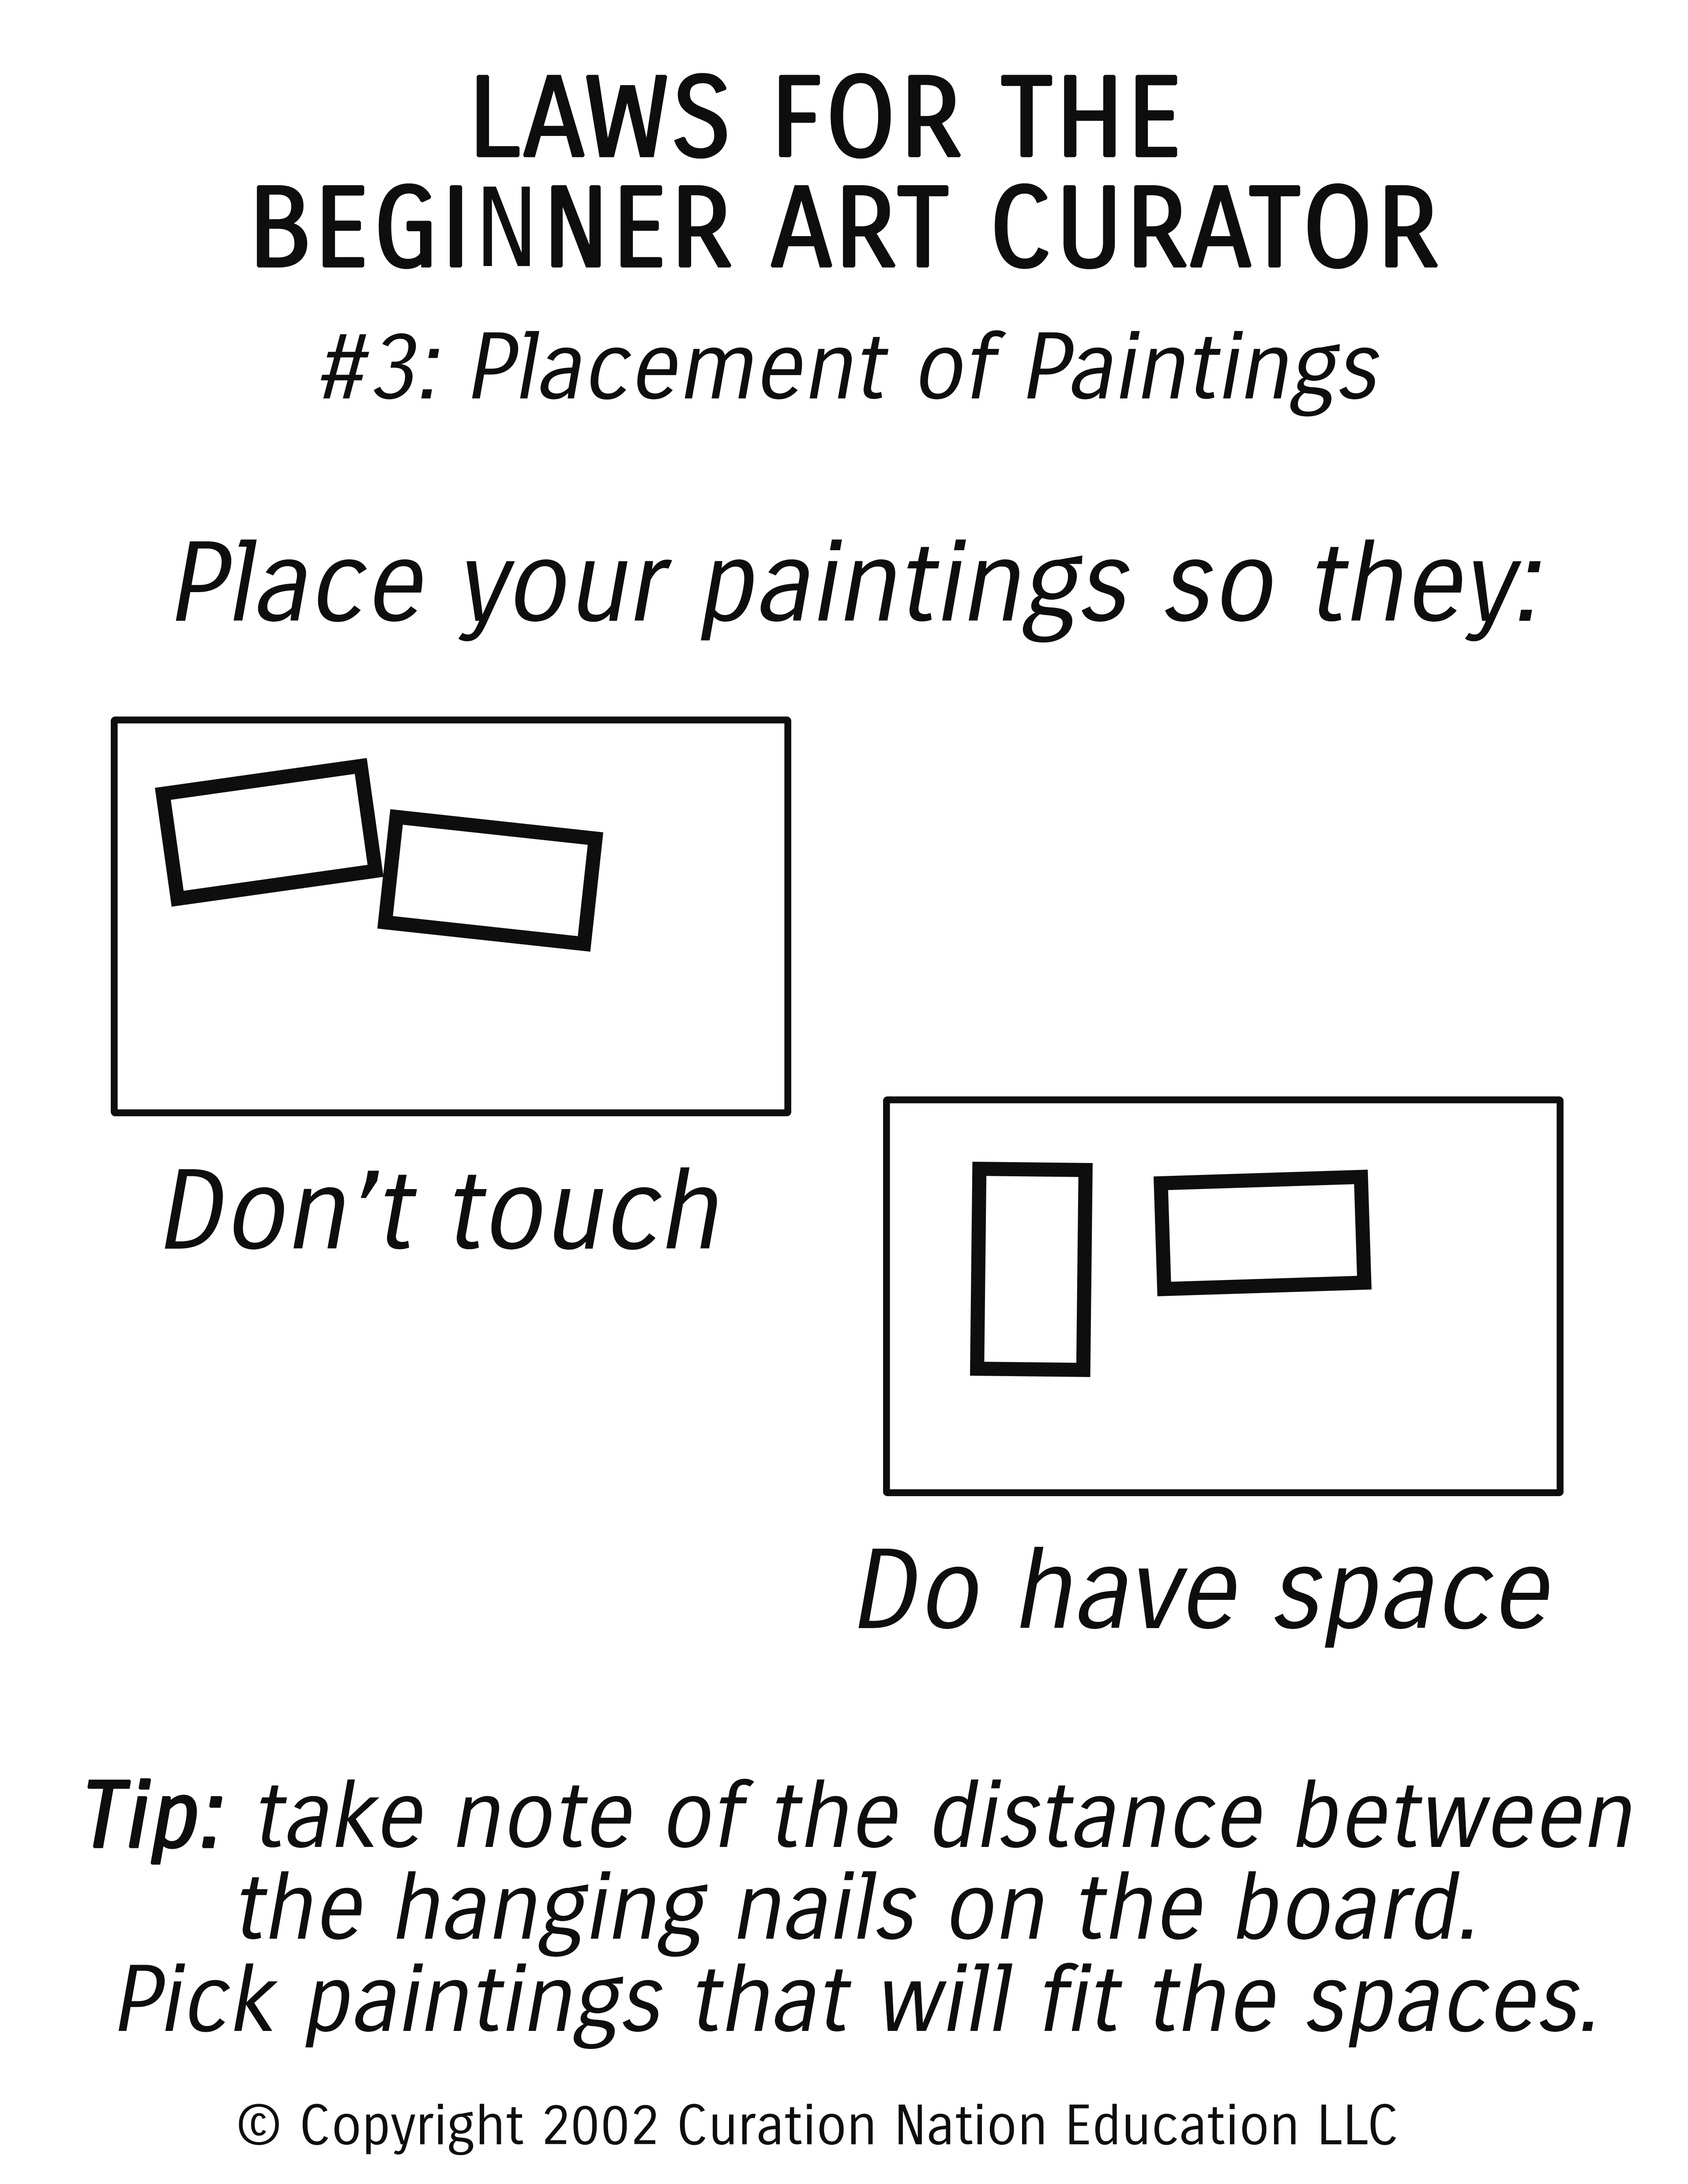 LAWS FOR THE
BEGINNER ART CURATOR
#3: Placement of Paintings
Place your paintings so they:
Don’t touch
Do have space
Tip: take note of the distance between
the hanging nails on the board.
Pick paintings that will fit the spaces.
© Copyright 2002 Curation Nation Education LLC